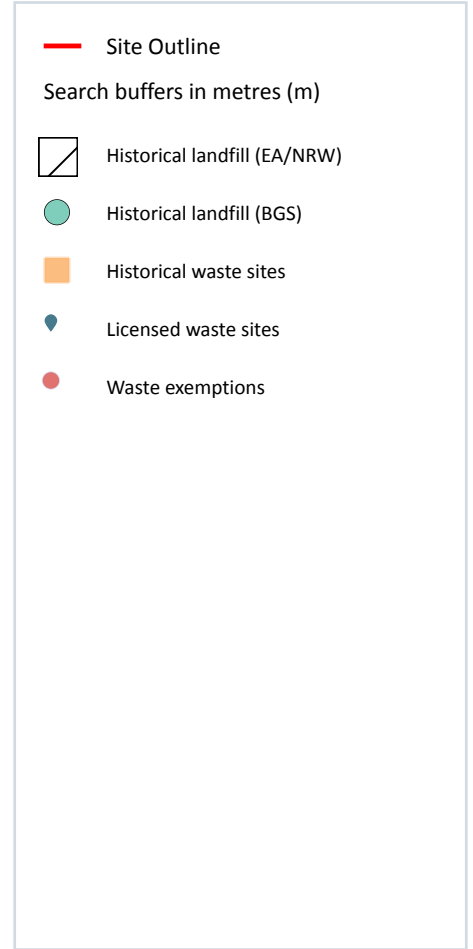 Site Outline
Search buffers in metres (m)
Historical landfill (EA/NRW)
Historical landfill (BGS)
Historical waste sites
Licensed waste sites
Waste exemptions